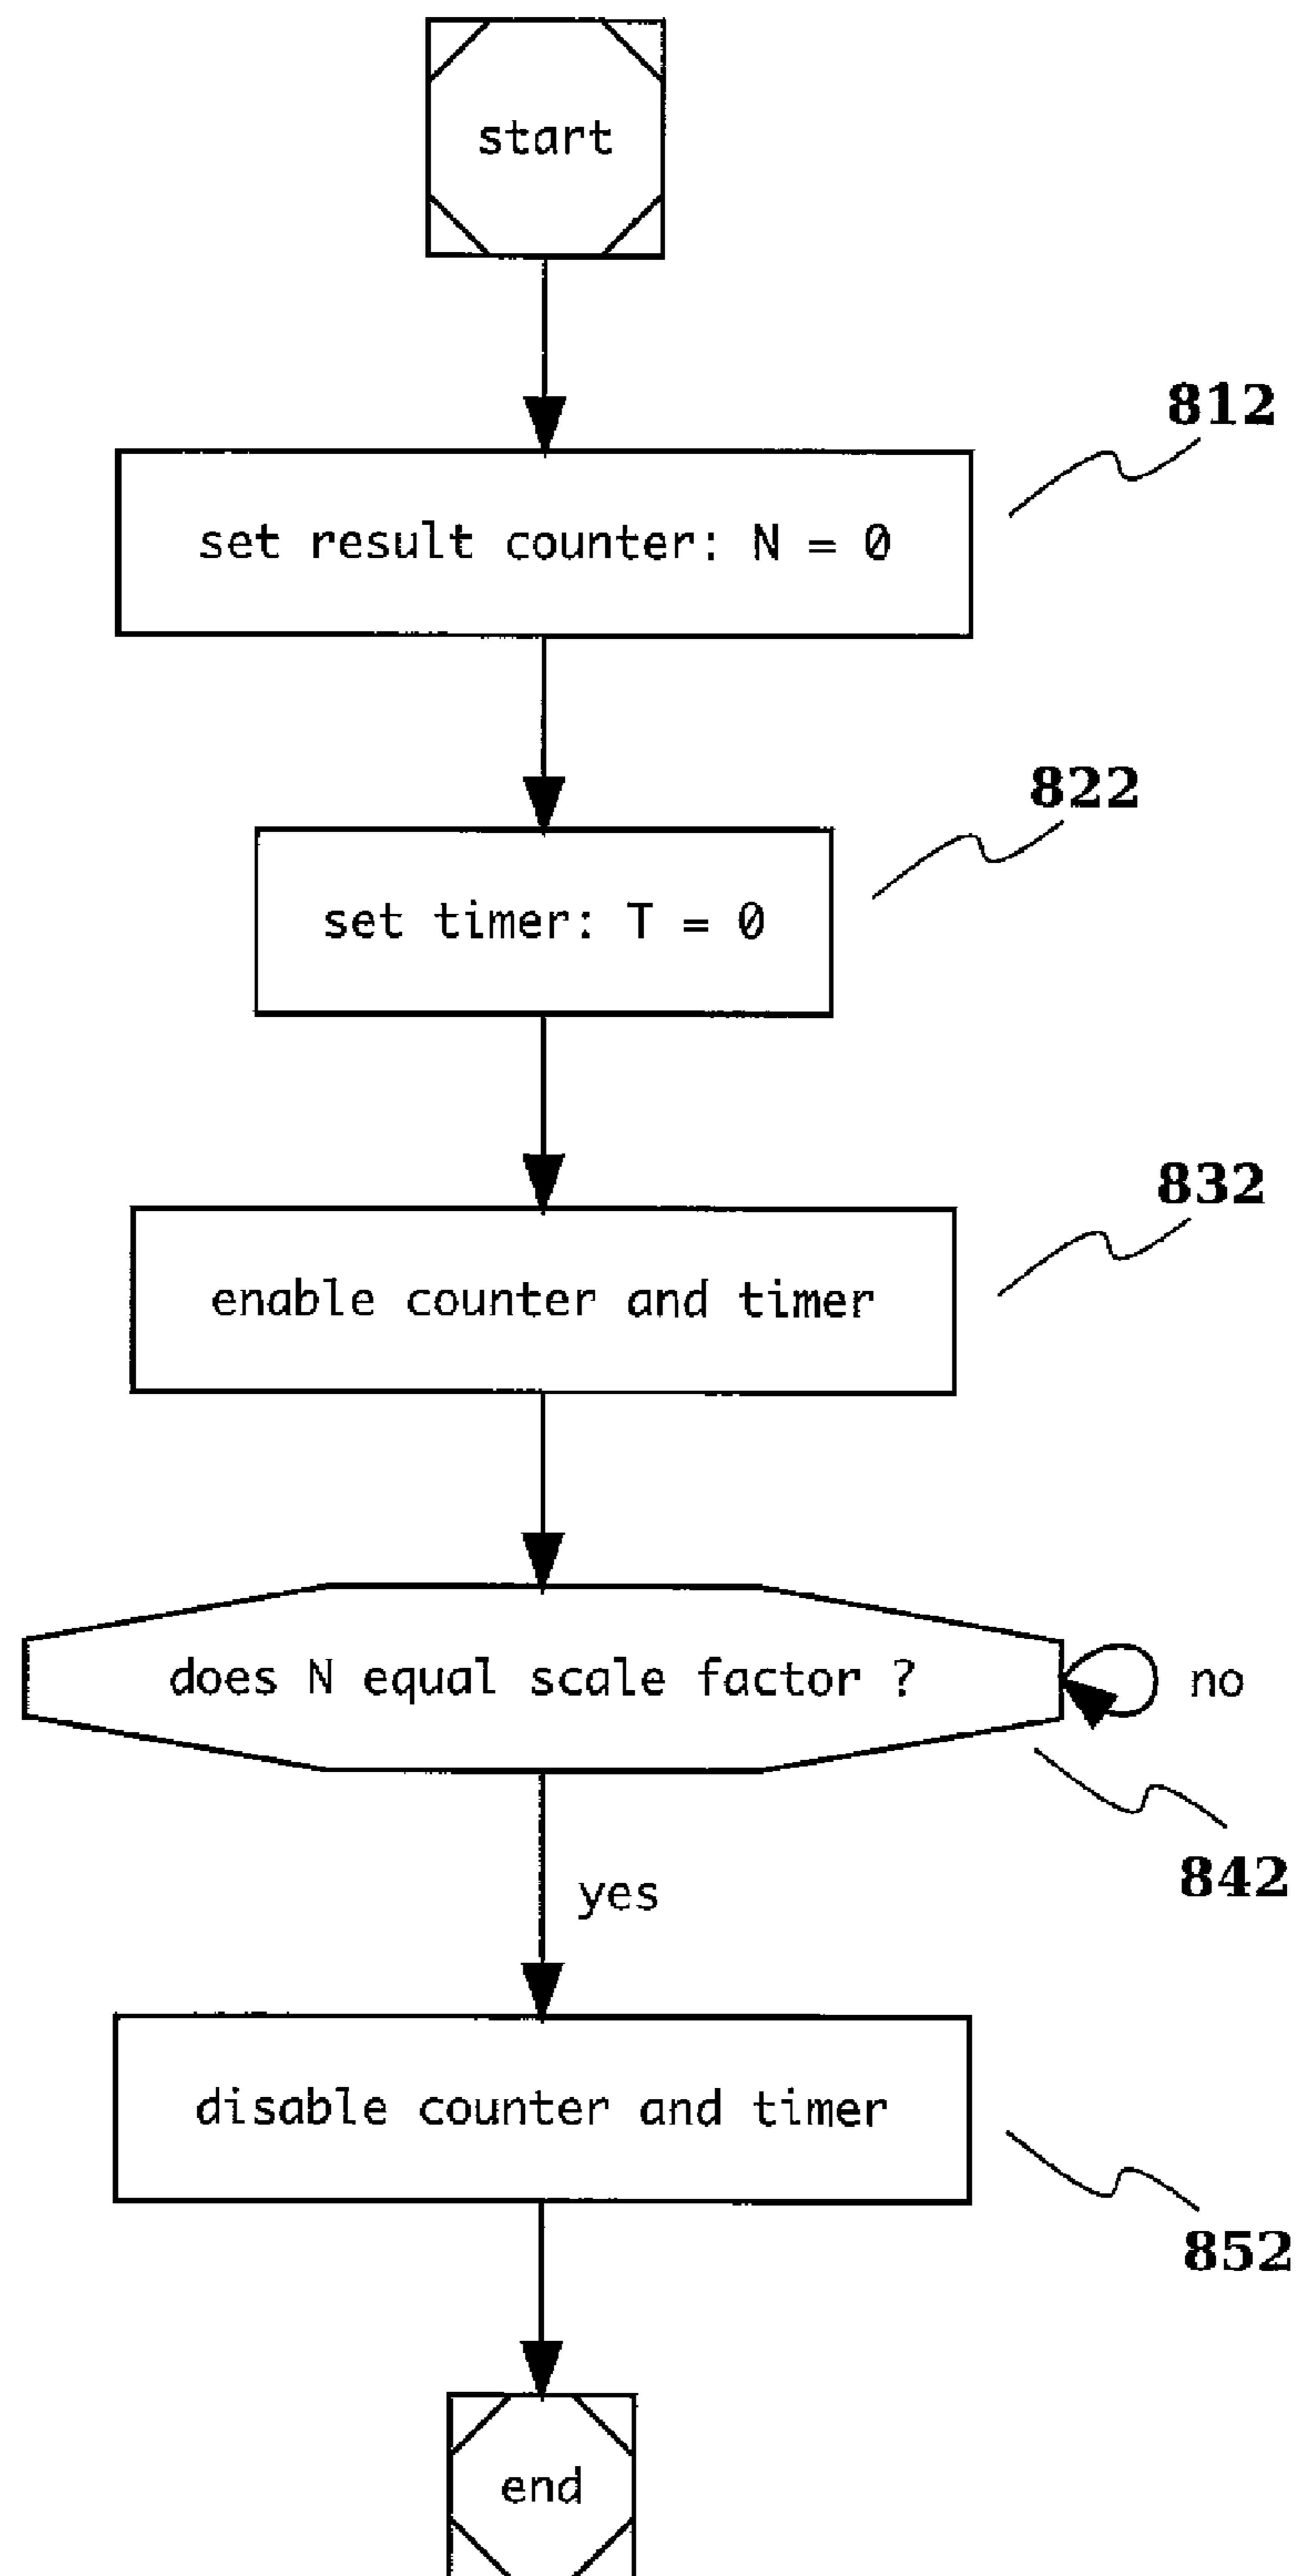 start
812
set result counter: N = 0
822
set timer: T = 0
832
enable counter and timer
does N equal scale factor ?
no
842
yes
disable counter and timer
852
end